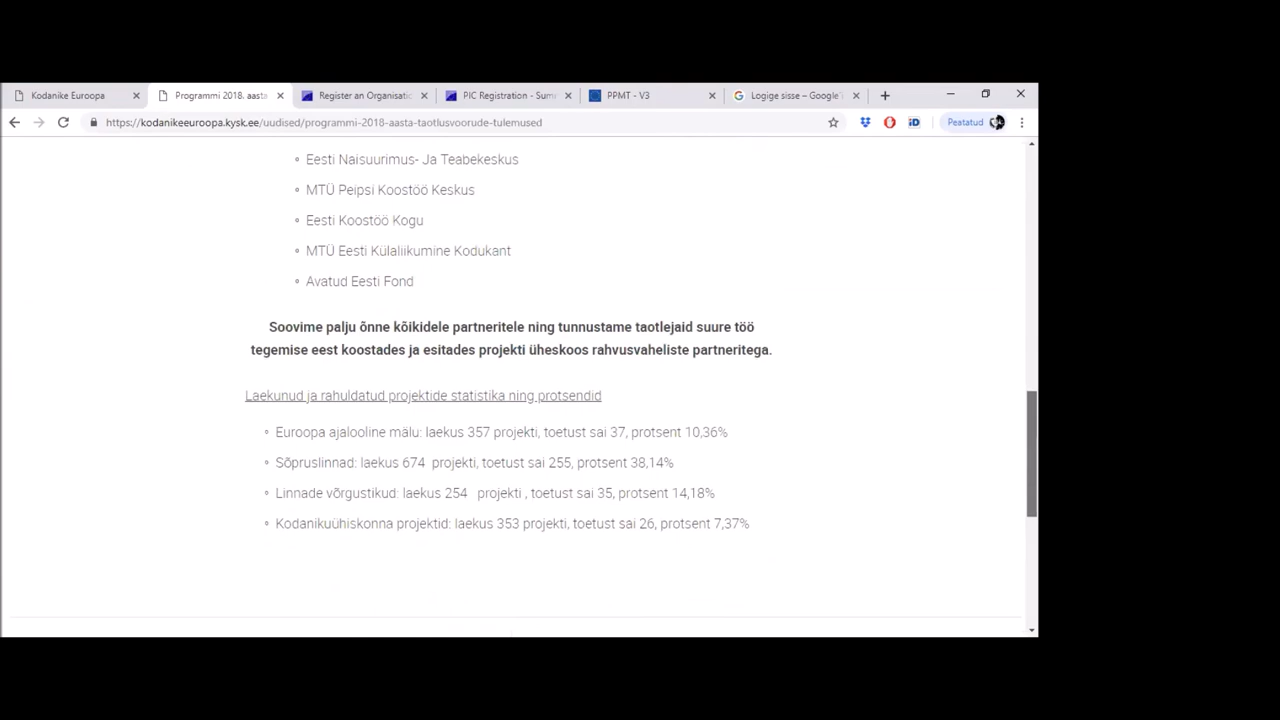 Kodanike Euroopa
Programmi 2018. aasta taotlusvoorude
Register an Organisatic
PIC Registration - Sum
PPMT - V3
Logige sisse – Google'i
https://kodanikeeuroopa.kysk.ee/uudised/programmi-2018-aasta-taotlusvoorude-tulemused
iD
Peatatud
Eesti Naisuurimus- Ja Teabekeskus
MTÜ Peipsi Koostöö Keskus
Eesti Koostöö Kogu
MTÜ Eesti Külaliikumine Kodukant
Avatud Eesti Fond
Soovime palju õnne kõikidele partneritele ning tunnustame taotlejaid suure töö
tegemise eest koostades ja esitades projekti üheskoos rahvusvaheliste partneritega.
Laekunud ja rahuldatud projektide statistika ning protsendid
Euroopa ajalooline mälu: laekus 357 projekti, toetust sai 37, protsent 10,36%
Sõpruslinnad: laekus 674 projekti, toetust sai 255, protsent 38,14%
Linnade võrgustikud: laekus 254 projekti , toetust sai 35, protsent 14,18%
Kodanikuühiskonna projektid: laekus 353 projekti, toetust sai 26, protsent 7,37%